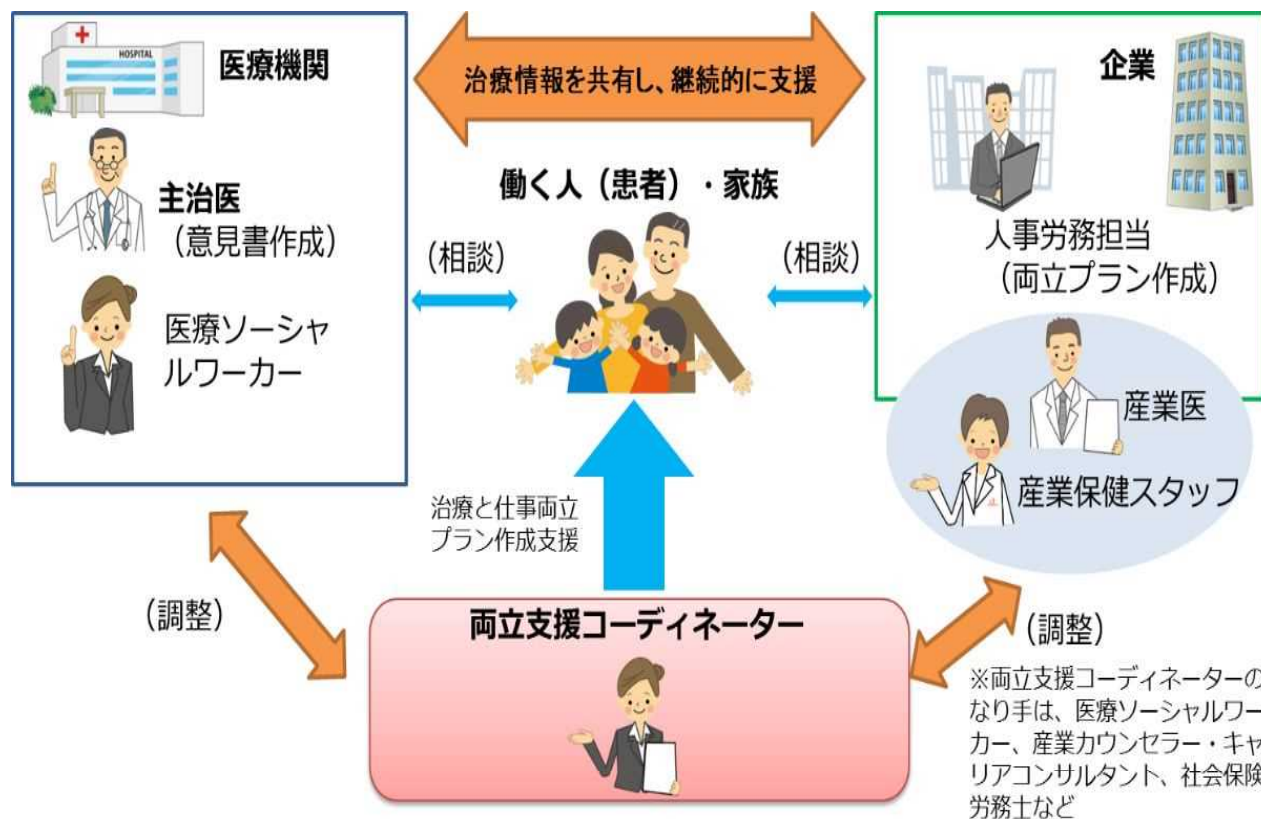 HOSPITAL
医療機関
治療情報を共有し、継続的に支援
企業
主治医
（意見書作成）
医療ソーシャ
ルワーカー
働く人（患者）・家族
（相談）
（相談）
人事労務担当
（両立プラン作成）
産業医
産業保健スタッフ
治療と仕事両立
プラン作成支援
（調整）
両立支援コーディネーター
（調整）
※両立支援コーディネーターの
なり手は、医療ソーシャルワー
カー、産業カウンセラー・キャ
リアコンサルタント、社会保険
労務士など